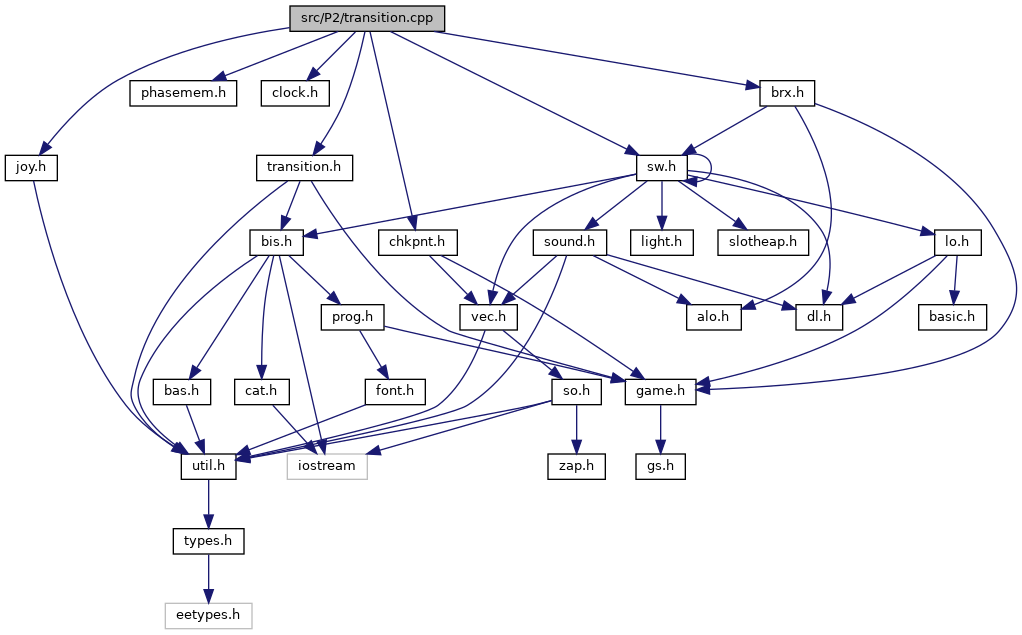 src/P2/transition.cpp
phasemem.h
clock.h
brx.h
joy.h
transition.h
sw.h
bis.h
chkpnt.h
sound.h
light.h
slotheap.h
lo.h
prog.h
vec.h
alo.h
dl.h
basic.h
bas.h
cat.h
font.h
so.h
game.h
util.h
iostream
zap.h
gs.h
types.h
eetypes.h